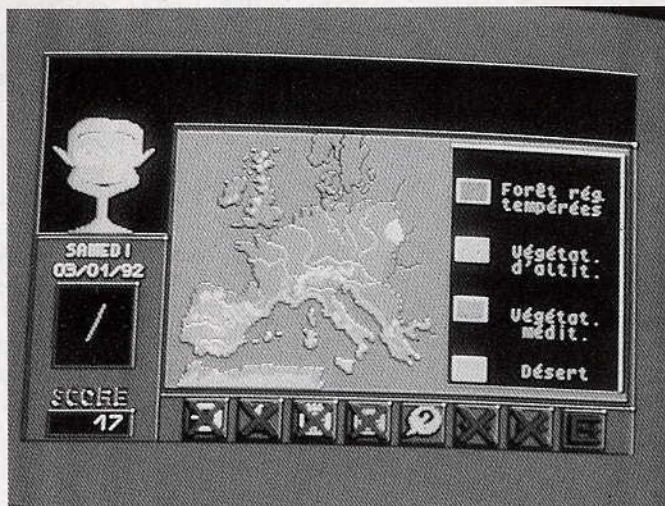 SAMEDI
03/01/92
SCORE
17
Forêt rég.
tempérées
Végétat.
d'altit.
Végétat.
médit.
Désert
?